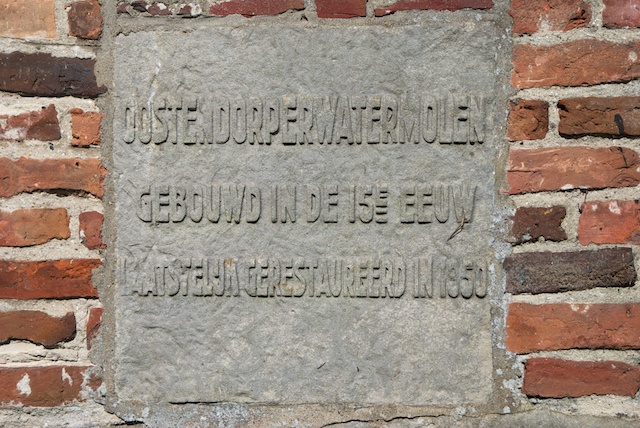 OOSTENDORPERWATERMOLEN
GEBOUWD IN DE 15E EEUW
LAATSTELIJK GERESTAUREERD IN 1950